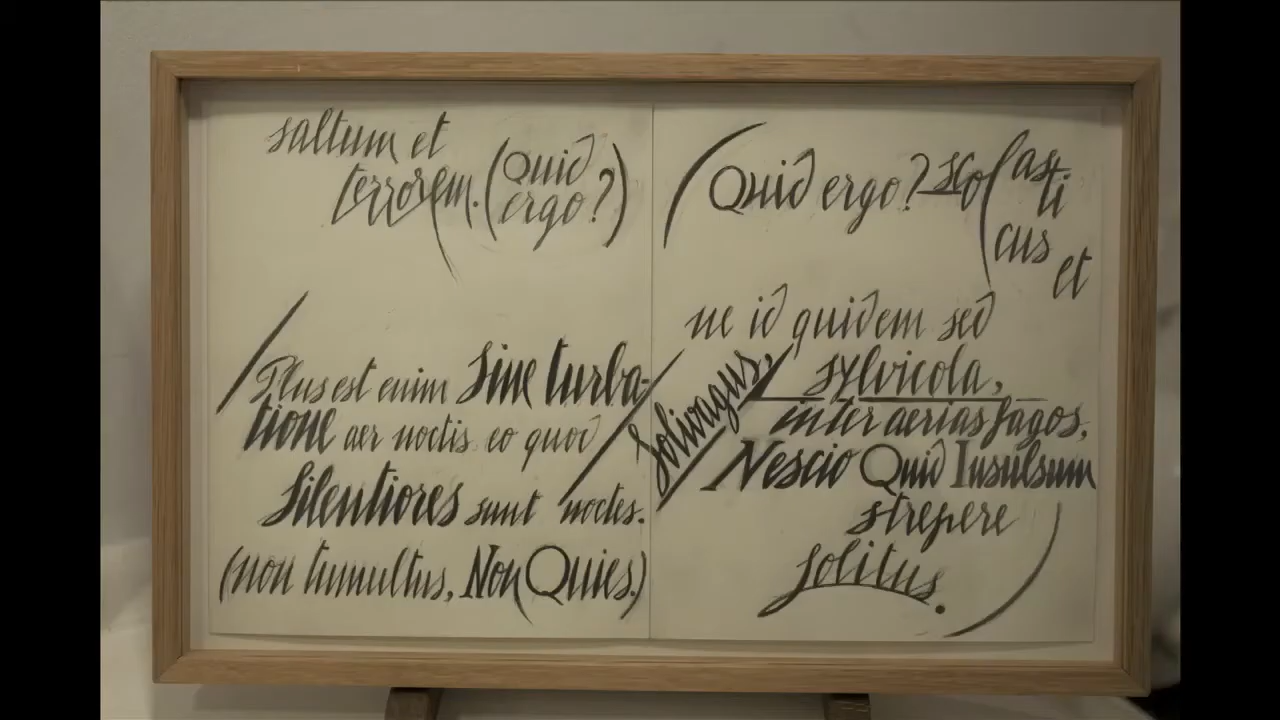 saltum et
terrorem. (Quid
ergo?)
Plus est enim sine turba-
tione aer noctis eo quod
silentiores sunt noctes.
(non tumultus, Non Quies.)
(Quid ergo? scolas
ti
cus
et
ne id quidem sed
solivagus, sylvicola,
inter aerias fagos,
Nescio Quid Insulsum
strepere
solitus.)